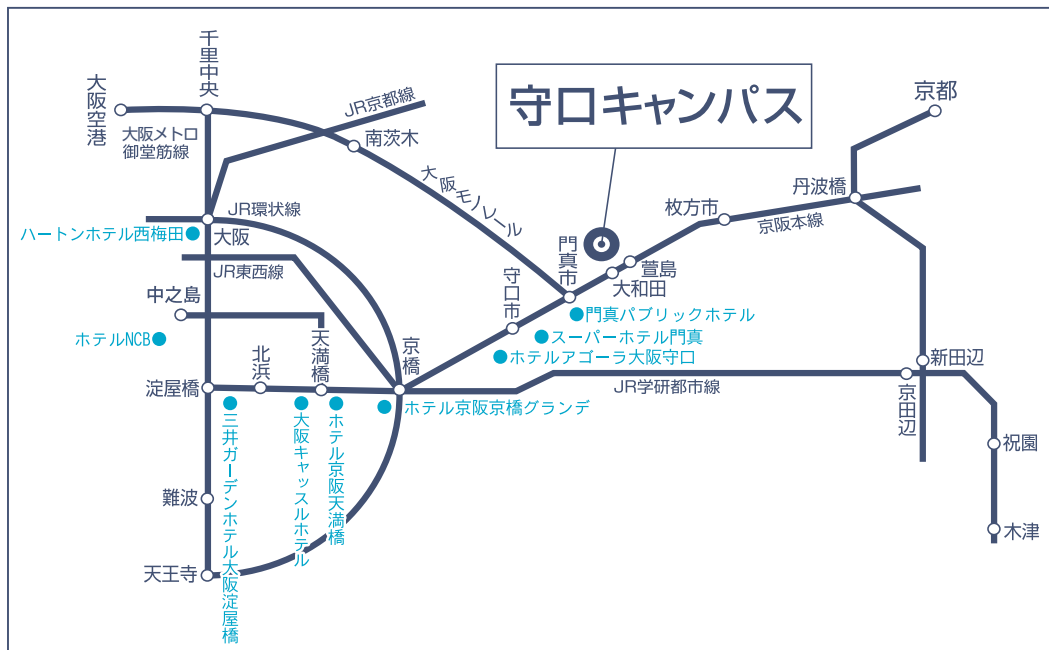 千里中央
大阪空港
大阪メトロ
御堂筋線
JR京都線
南茨木
大阪モノレール
守口キャンパス
京都
丹波橋
枚方市
京阪本線
JR環状線
大阪
ハートンホテル西梅田
JR東西線
中之島
ホテルNCB
門真市
萱島
大和田
守口市
門真パブリックホテル
スーパーホテル門真
ホテルアゴーラ大阪守口
天満橋
北浜
京橋
淀屋橋
新田辺
JR学研都市線
京田辺
ホテル京阪京橋グランデ
三井ガーデンホテル大阪淀屋橋
大阪キャッスルホテル
ホテル京阪天満橋
祝園
難波
木津
天王寺